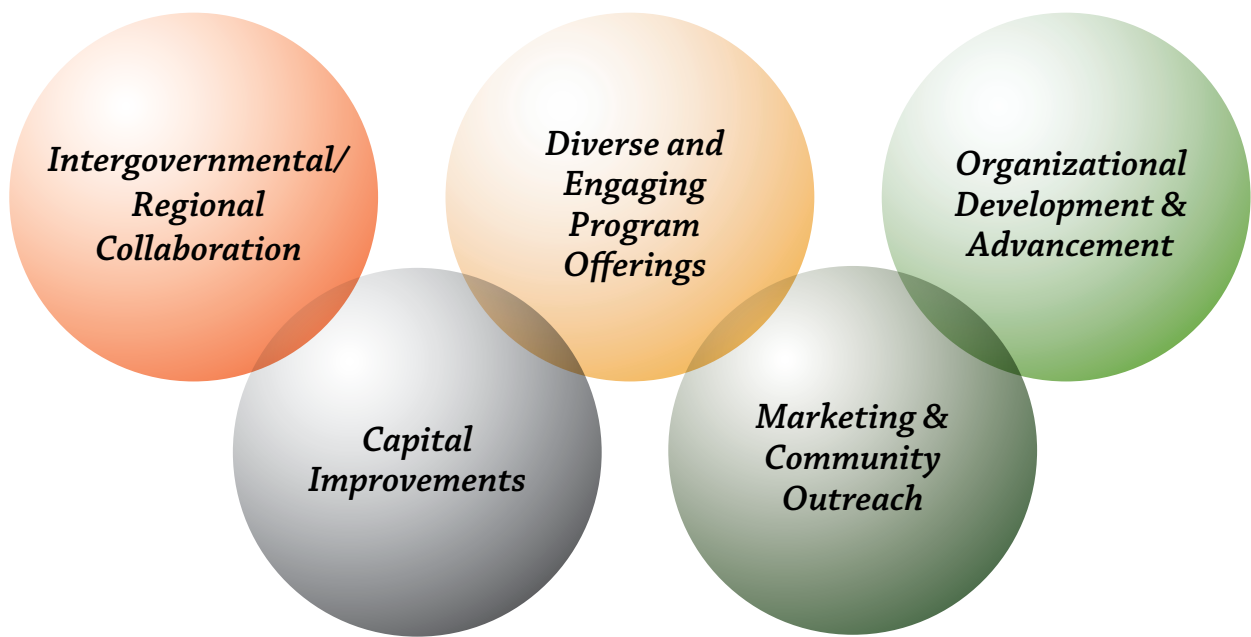 Intergovernmental/
Regional
Collaboration
Diverse and
Engaging
Program
Offerings
Organizational
Development &
Advancement
Capital
Improvements
Marketing &
Community
Outreach